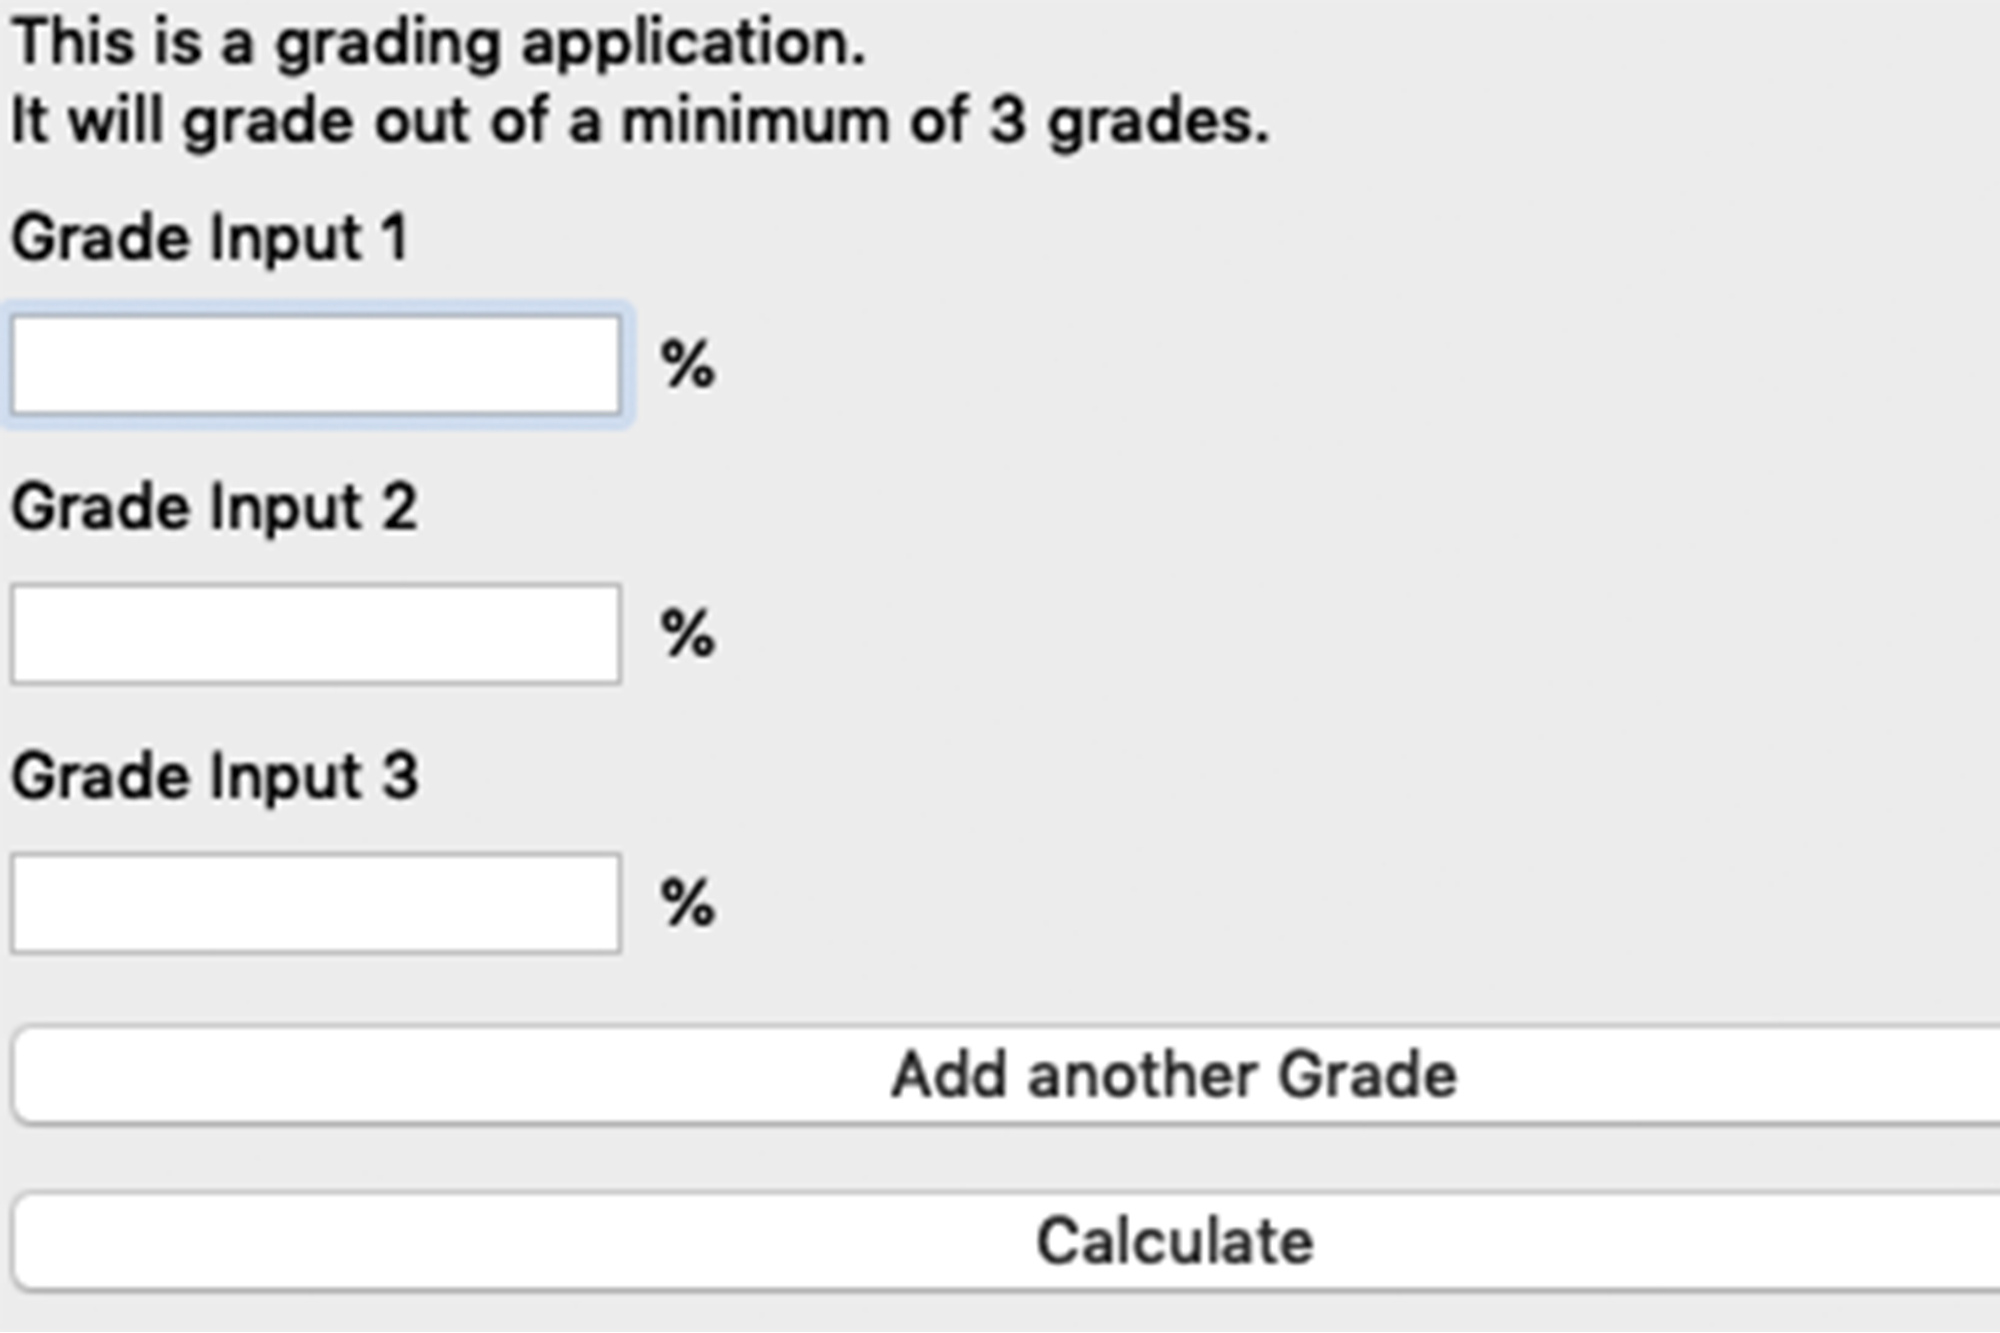 This is a grading application.
It will grade out of a minimum of 3 grades.
Grade Input 1
%
Grade Input 2
%
Grade Input 3
%
Add another Grade
Calculate